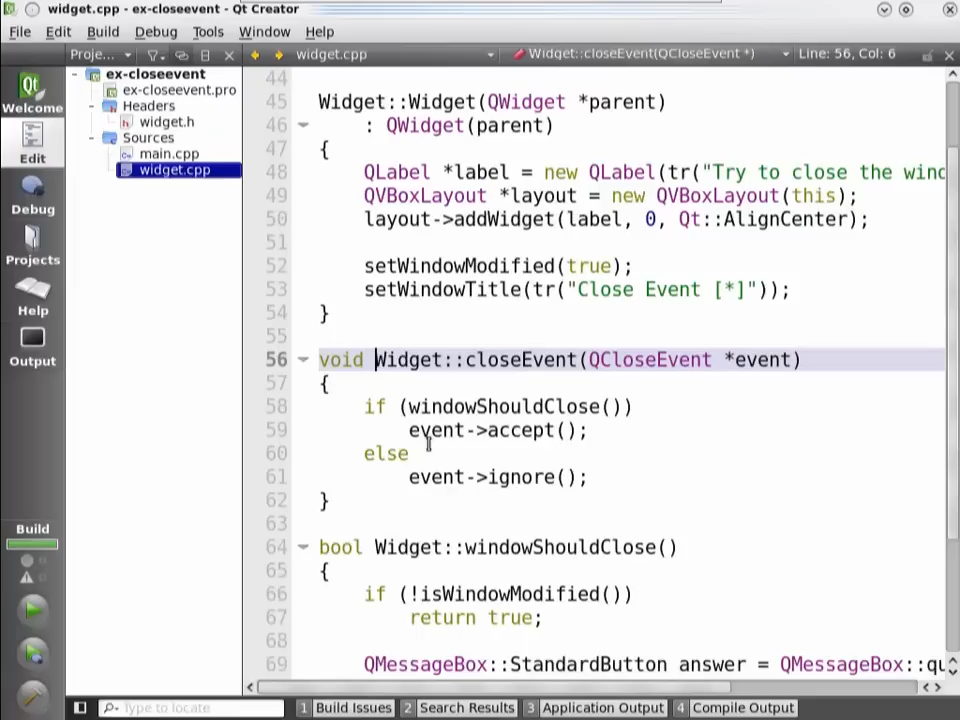 widget.cpp - ex-closeevent - Qt Creator
File Edit Build Debug Tools Window Help
Proje... widget.cpp Widget::closeEvent(QCloseEvent *) Line: 56, Col: 6
Welcome
Edit
Debug
Projects
Help
Output
Build
ex-closeevent
ex-closeevent.pro
Headers
widget.h
Sources
main.cpp
widget.cpp
44
45 Widget::Widget(QWidget *parent)
46 : QWidget(parent)
47 {
48 QLabel *label = new QLabel(tr("Try to close the wind
49 QVBoxLayout *layout = new QVBoxLayout(this);
50 layout->addWidget(label, 0, Qt::AlignCenter);
51
52 setWindowModified(true);
53 setWindowTitle(tr("Close Event [*]"));
54 }
55
56 void Widget::closeEvent(QCloseEvent *event)
57 {
58 if (windowShouldClose())
59 event->accept();
60 else
61 event->ignore();
62 }
63
64 bool Widget::windowShouldClose()
65 {
66 if (!isWindowModified())
67 return true;
68
69 QMessageBox::StandardButton answer = QMessageBox::qu
Type to locate 1 Build Issues 2 Search Results 3 Application Output 4 Compile Output